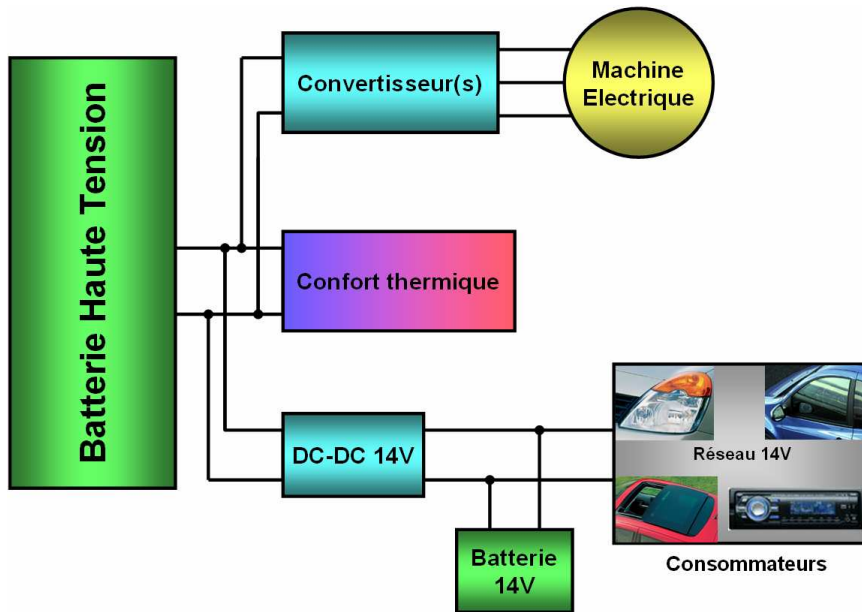 Batterie Haute Tension
Convertisseur(s)
Machine
Electrique
Confort thermique
DC-DC 14V
Réseau 14V
Batterie
14V
Consommateurs